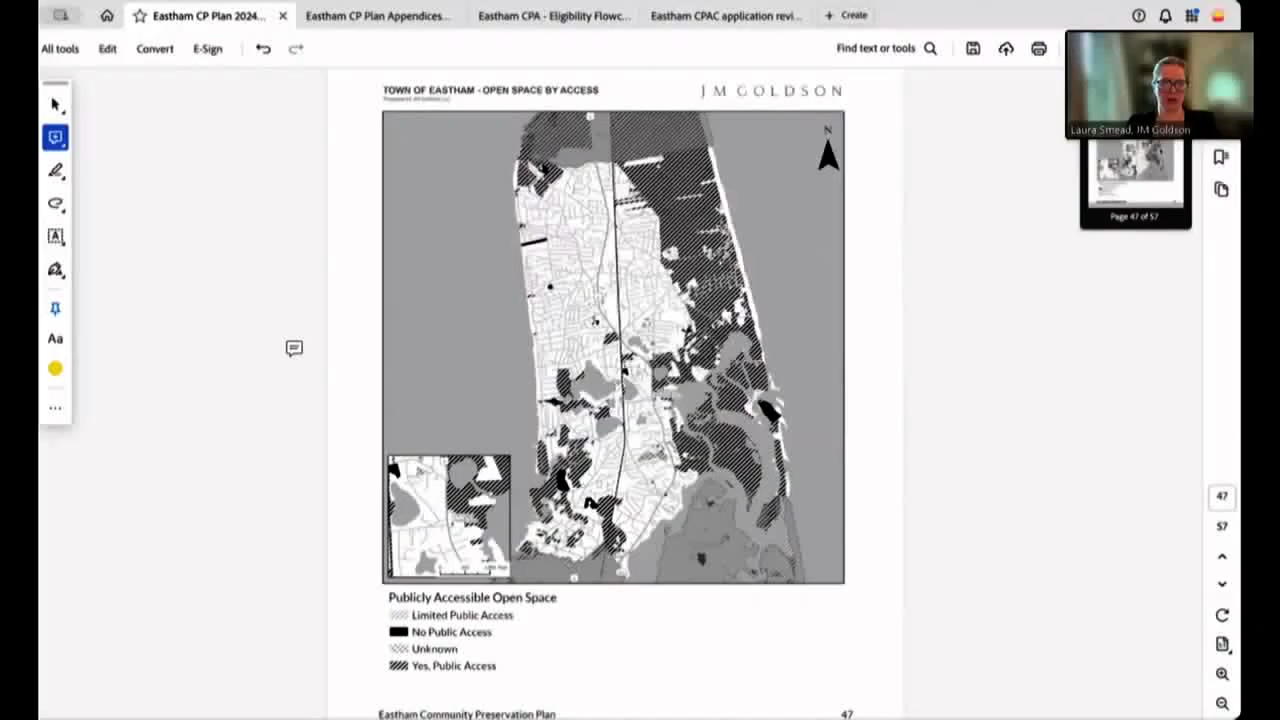 Eastham CP Plan 2024...
Eastham CP Plan Appendices...
Eastham CPA - Eligibility Flowc...
Eastham CPAC application revi...
+ Create
All tools
Edit
Convert
E-Sign
Find text or tools
Laura Smead, JM Goldson
Page 47 of 57
TOWN OF EASTHAM - OPEN SPACE BY ACCESS
JM GOLDSON
N
Aa
47
57
Publicly Accessible Open Space
Limited Public Access
No Public Access
Unknown
Yes, Public Access
Eastham Community Preservation Plan
47